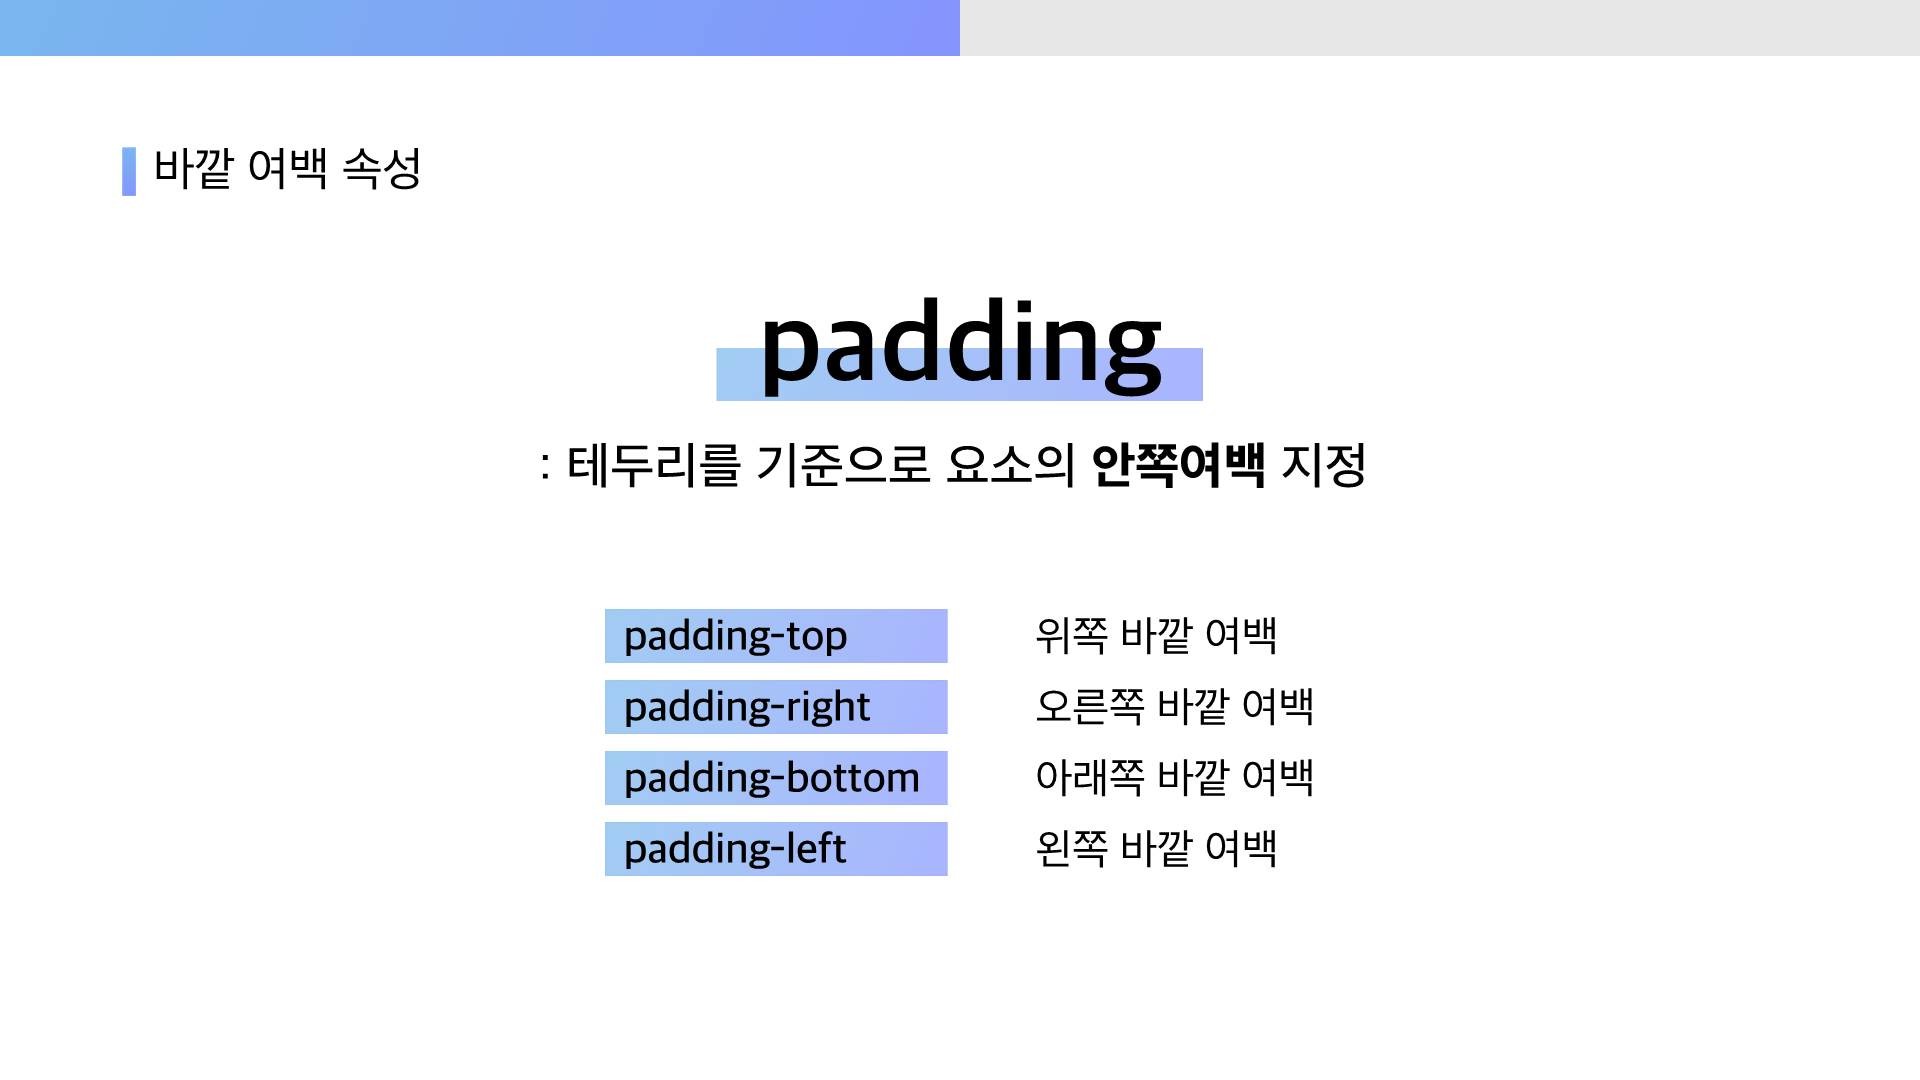 바깥 여백 속성
padding
: 테두리를 기준으로 요소의 안쪽여백 지정
padding-top 위쪽 바깥 여백
padding-right 오른쪽 바깥 여백
padding-bottom 아래쪽 바깥 여백
padding-left 왼쪽 바깥 여백